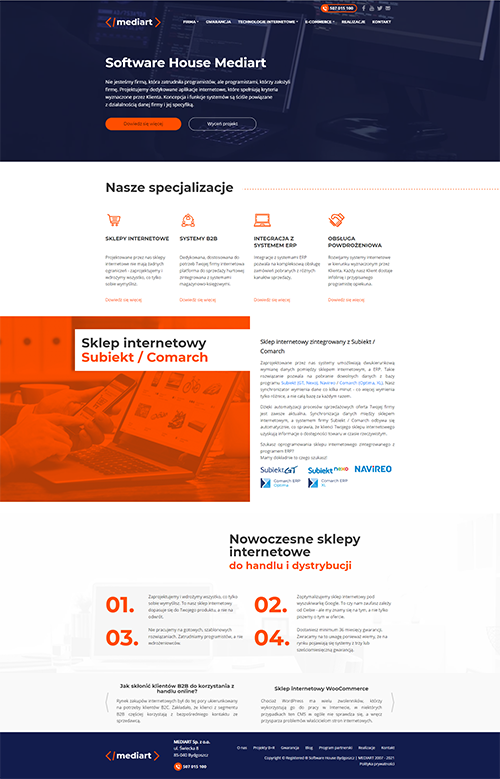 587 015 100
mediart
FIRMA
GWARANCJA
TECHNOLOGIE INTERNETOWE
E-COMMERCE
REALIZACJE
KONTAKT
Software House Mediart
Nie jesteśmy firmą, która zatrudnia programistów, ale programistami, którzy założyli
firmę. Projektujemy dedykowane aplikacje internetowe, które spełniają kryteria
wyznaczone przez Klienta. Koncepcja i funkcje systemów są ściśle powiązane
z działalnością danej firmy i jej specyfiką.
Dowiedz się więcej
Wyceń projekt
Nasze specjalizacje
SKLEPY INTERNETOWE
Projektowane przez nas sklepy
internetowe nie mają żadnych
ograniczeń - zaprojektujemy i
wdrożymy wszystko, co tylko
sobie wymyślisz.
Dowiedz się więcej
SYSTEMY B2B
Dedykowana, dostosowana do
potrzeb Twojej firmy internetowa
platforma do sprzedaży hurtowej
zintegrowana z systemami
magazynowo-księgowymi.
Dowiedz się więcej
INTEGRACJA Z
SYSTEMEM ERP
Integracje z systemami ERP
pozwala na kompleksową obsługę
zamówień pobranych z różnych
kanałów sprzedaży.
Dowiedz się więcej
OBSŁUGA
POWDROŻENIOWA
Rozwijamy systemy internetowe
w kierunku wyznaczonym przez
Klienta. Każdy nasz Klient dostaje
Dowiedz się więcej
Sklep internetowy
Subiekt / Comarch
Sklep internetowy zintegrowany z Subiekt /
Comarch
Zaprojektowane przez nas systemy umożliwiają dwukierunkową
wymianę danych pomiędzy sklepem internetowym, a ERP. Takie
rozwiązanie pozwala na pobranie dowolnych danych z bazy
programu Subiekt (GT, Nexo), Navireo / Comarch (Optima, XL). Nasz
synchronizator wymienia dane co kilka minut - co więcej wymienia
tylko różnice, a nie całą bazę za każdym razem.
Dzięki automatyzacji procesów sprzedażowych oferta Twojej firmy
jest zawsze aktualna. Synchronizacja danych między sklepem
internetowym, a systemem firmy Subiekt / Comarch odbywa się
automatycznie, co sprawia, że klienci Twojego sklepu internetowego
uzyskują informacje o dostępności towaru w czasie rzeczywistym.
Szukasz oprogramowania sklepu internetowego zintegrowanego z
programem ERP?
Mamy dokładnie to czego szukasz!
Subiekt GT
Subiekt nexo
NAVIREO
Comarch ERP
Optima
Comarch ERP
XL
Nowoczesne sklepy
internetowe
do handlu i dystrybucji
01.
Zaprojektujemy i wdrożymy wszystko, co tylko
sobie wymyślisz. To nasz sklep internetowy
dopasuje się do Twojego produktu, a nie na
odwrót.
02.
Zoptymalizujemy sklep internetowy pod
wyszukiwarkę Google. To czy nam zaufasz zależy
od Ciebie - ale my znamy się na tym, a nie tylko
piszemy o tym w ofercie.
03.
Nie pracujemy na gotowych, szablonowych
rozwiązaniach. Zatrudniamy programistów, a nie
wdrożeniowców.
04.
Dostajesz minimum 36 miesięcy gwarancji.
Zwracamy na to uwagę ponieważ wiemy, że na
rynku pojawiają się systemy z trzy lub
sześciomiesięczną gwarancją.
Jak skłonić klientów B2B do korzystania z
handlu online?
Rynek zakupów internetowych był do tej pory ukierunkowany
na potrzeby klientów B2C. Zakładało, że klienci z segmentu
B2B częściej korzystają z bezpośredniego kontaktu ze
sprzedawcą.
Sklep internetowy WooCommerce
Chociaż WordPress ma wielu zwolenników, którzy
wykorzystują go do pracy w Internecie, w niektórych
przypadkach ten CMS w ogóle nie sprawdza się, a wręcz
przysparza problemów właścicielom stron internetowych.
mediart
MEDIART Sp. z o.o.
ul. Świecka 8
85-040 Bydgoszcz
587 015 100
O nas
Projekty B+R
Gwarancja
Blog
Program partnerski
Realizacje
Kontakt
Copyright © Registered ® Software House Bydgoszcz | MEDIART 2007 - 2021
Polityka prywatności